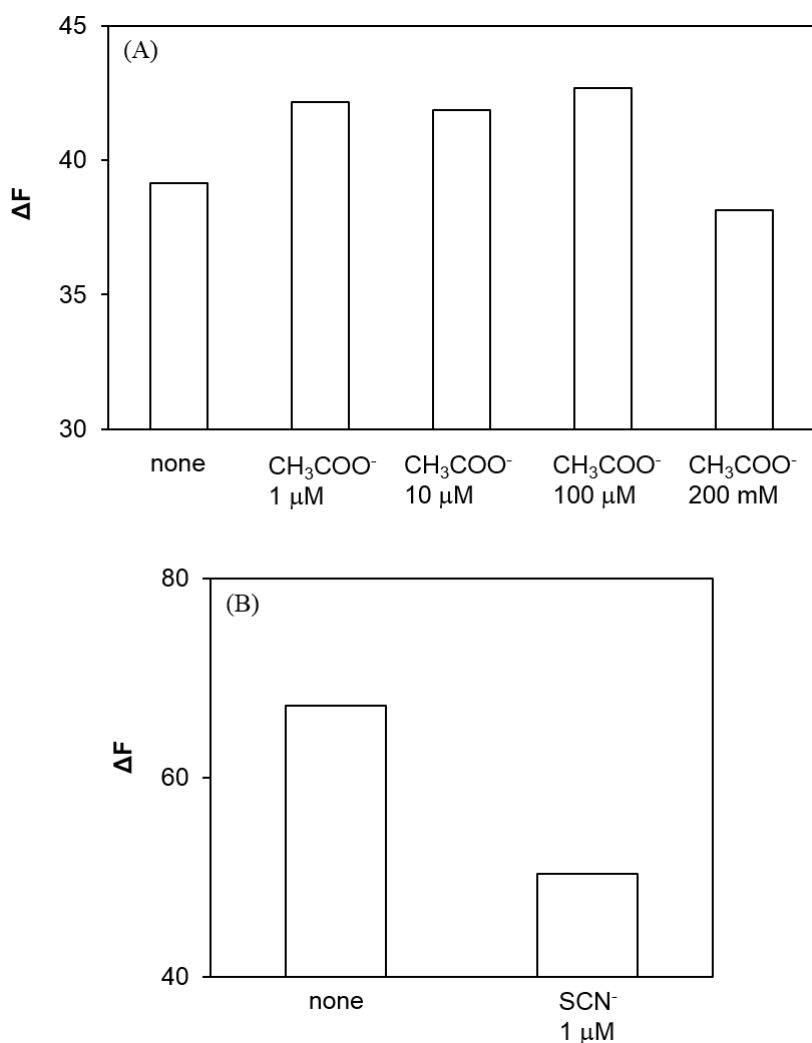 45
(A)
40
ΔF
35
30
none CH₃COO⁻ CH₃COO⁻ CH₃COO⁻ CH₃COO⁻
1 μM 10 μM 100 μM 200 mM
80
(B)
ΔF
60
40
none SCN⁻
1 μM